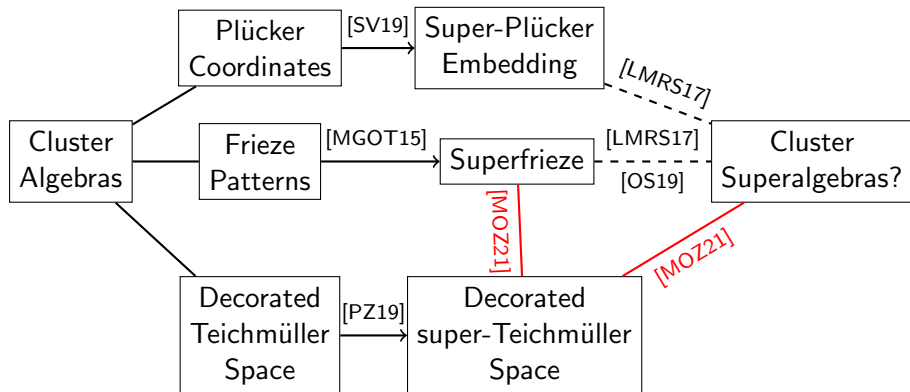 Plücker
Coordinates
[SV19]
Super-Plücker
Embedding
[LMRS17]
Cluster
Algebras
Frieze
Patterns
[MGOT15]
Superfrieze
[LMRS17]
[OS19]
Cluster
Superalgebras?
[MOZ21]
[MOZ21]
Decorated
Teichmüller
Space
[PZ19]
Decorated
super-Teichmüller
Space